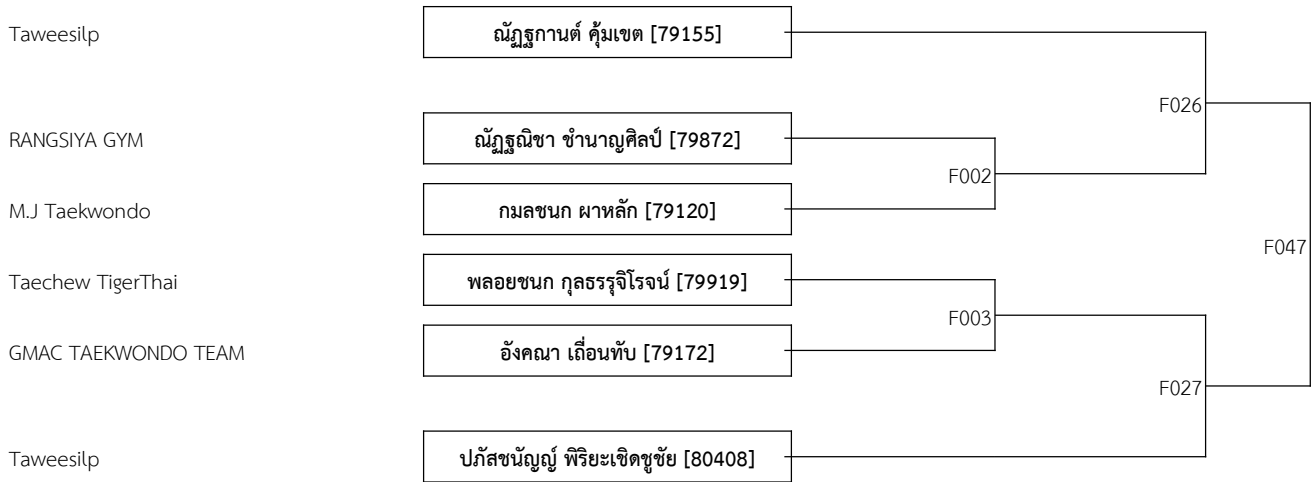 Taweesilp ณัฏฐกานต์ คุ้มเขต [79155]
F026
RANGSIYA GYM ณัฏฐณิชา ชำนาญศิลป์ [79872]
F002
M.J Taekwondo กมลชนก ผาหลัก [79120]
F047
Taechew TigerThai พลอยชนก กุลธรรุจิโรจน์ [79919]
F003
GMAC TAEKWONDO TEAM อังคณา เถื่อนทับ [79172]
F027
Taweesilp ปภัสชนัญญ์ พิริยะเชิดชูชัย [80408]